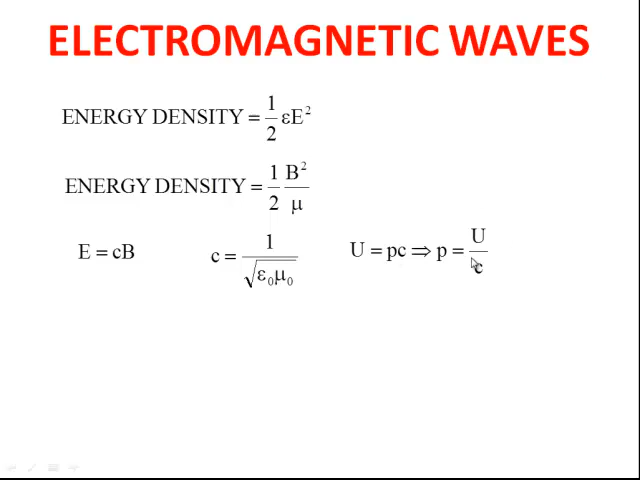 ELECTROMAGNETIC WAVES
ENERGY DENSITY = 1/2 εE²
ENERGY DENSITY = 1/2 B²/μ
E = cB c = 1/√ε₀μ₀ U = pc ⇒ p = U/c